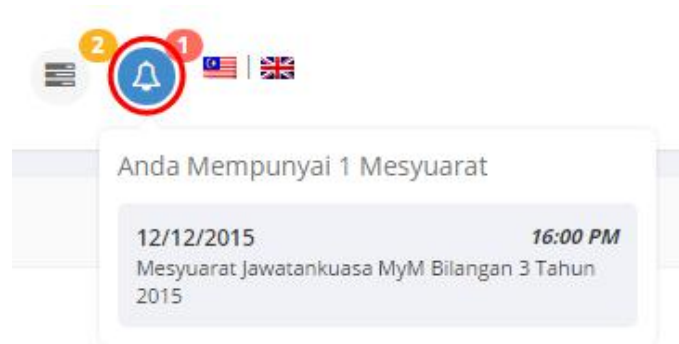 2 1
|
Anda Mempunyai 1 Mesyuarat
12/12/2015 16:00 PM
Mesyuarat Jawatankuasa MyM Bilangan 3 Tahun
2015